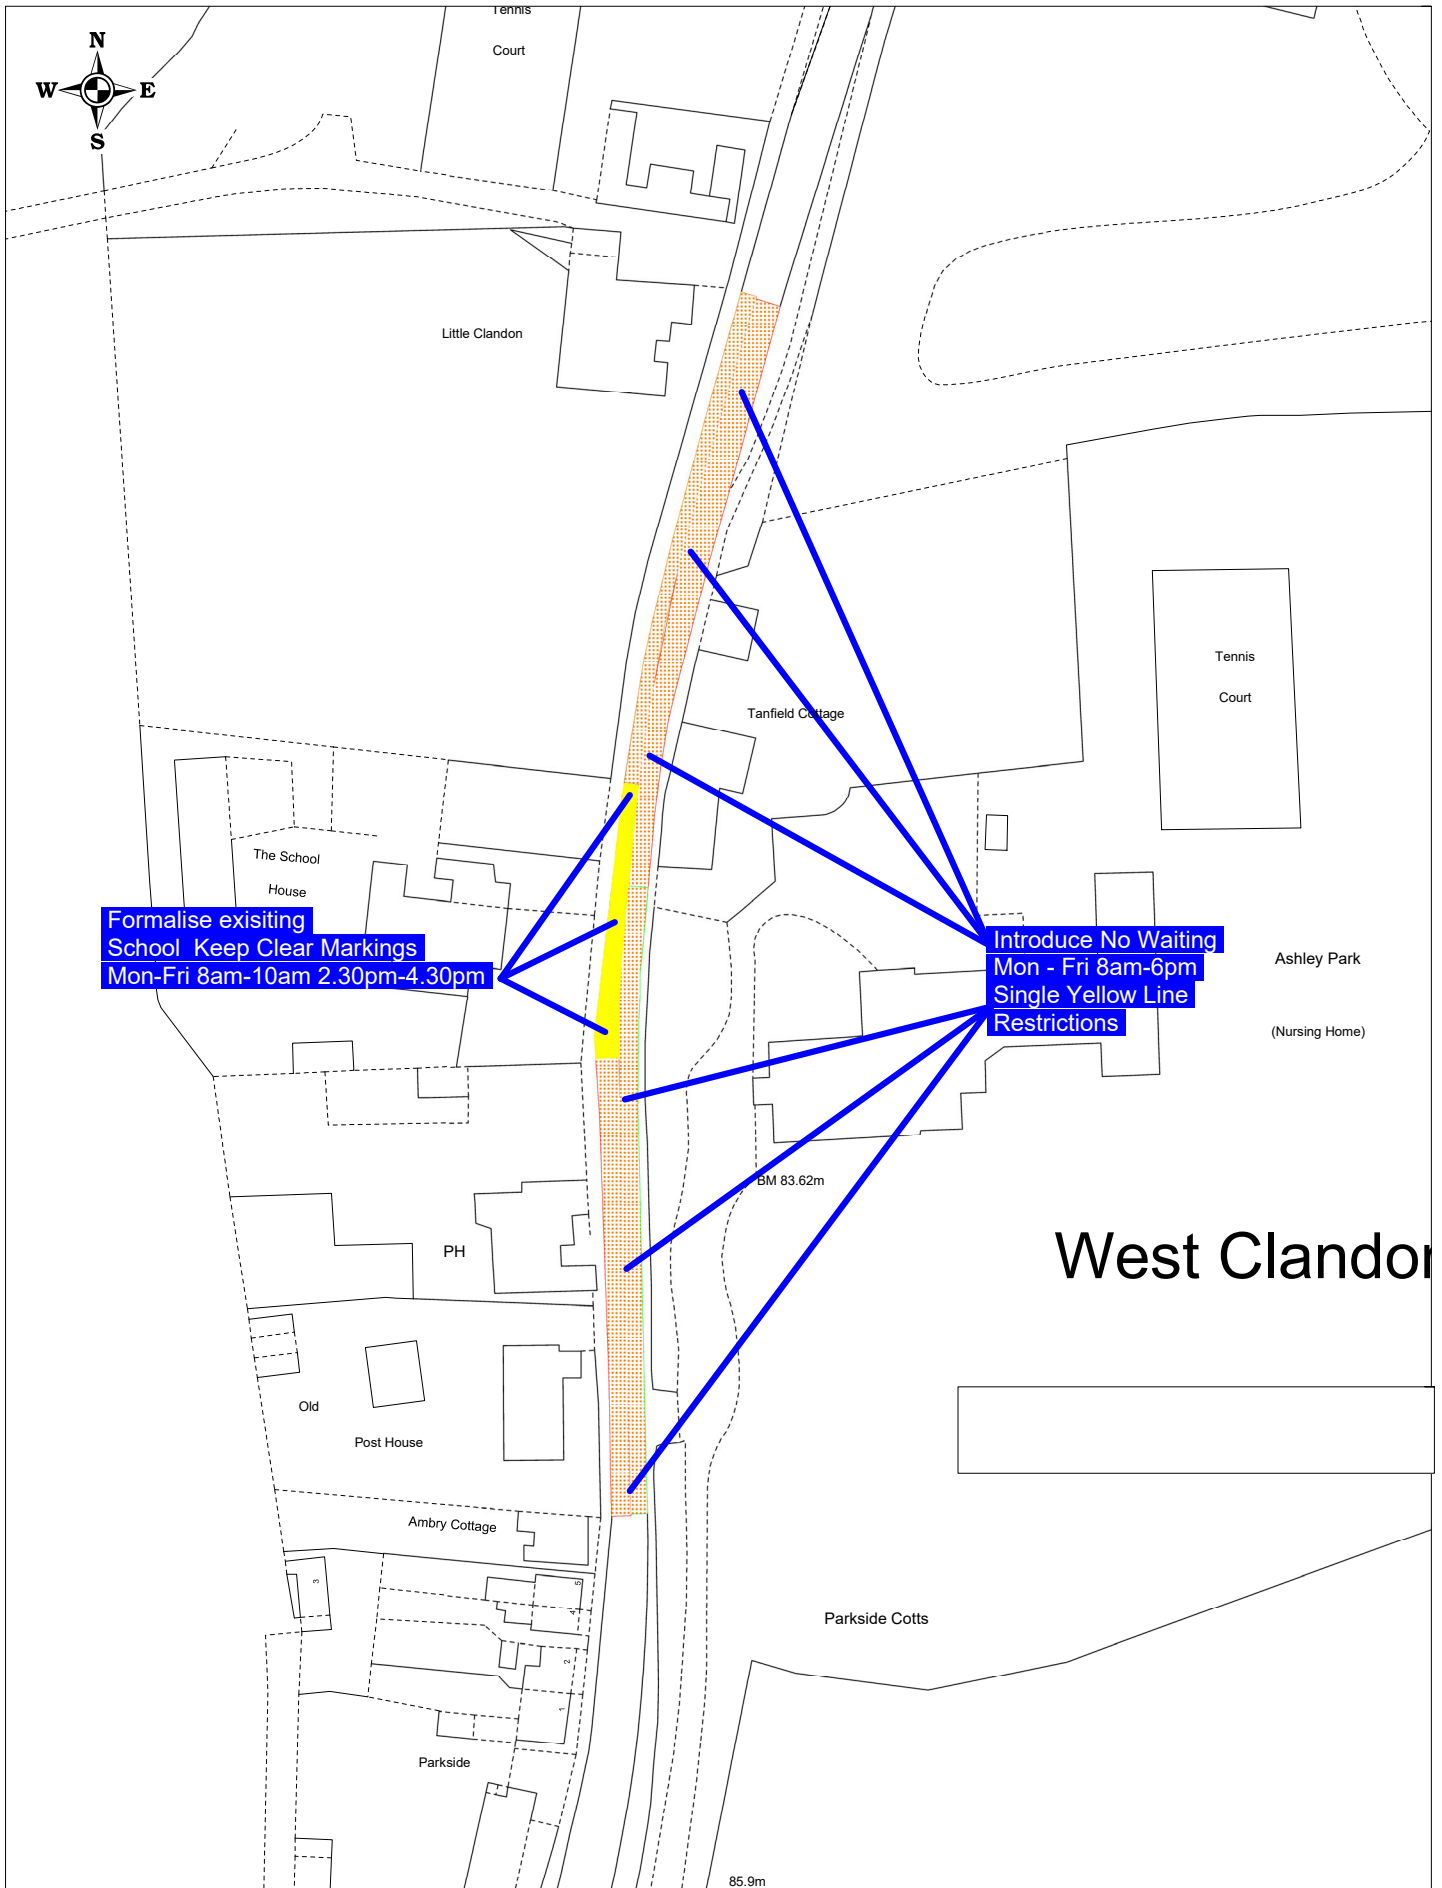 Tennis
Court
N
W E
S
Little Clandon
Tennis
Court
Tanfield Cottage
The School
House
Formalise exisiting
School Keep Clear Markings
Mon-Fri 8am-10am 2.30pm-4.30pm
Introduce No Waiting
Mon - Fri 8am-6pm
Single Yellow Line
Restrictions
Ashley Park
(Nursing Home)
BM 83.62m
PH
West Clandon
Old
Post House
Ambry Cottage
3
5
4
2
1
Parkside Cotts
Parkside
85.9m